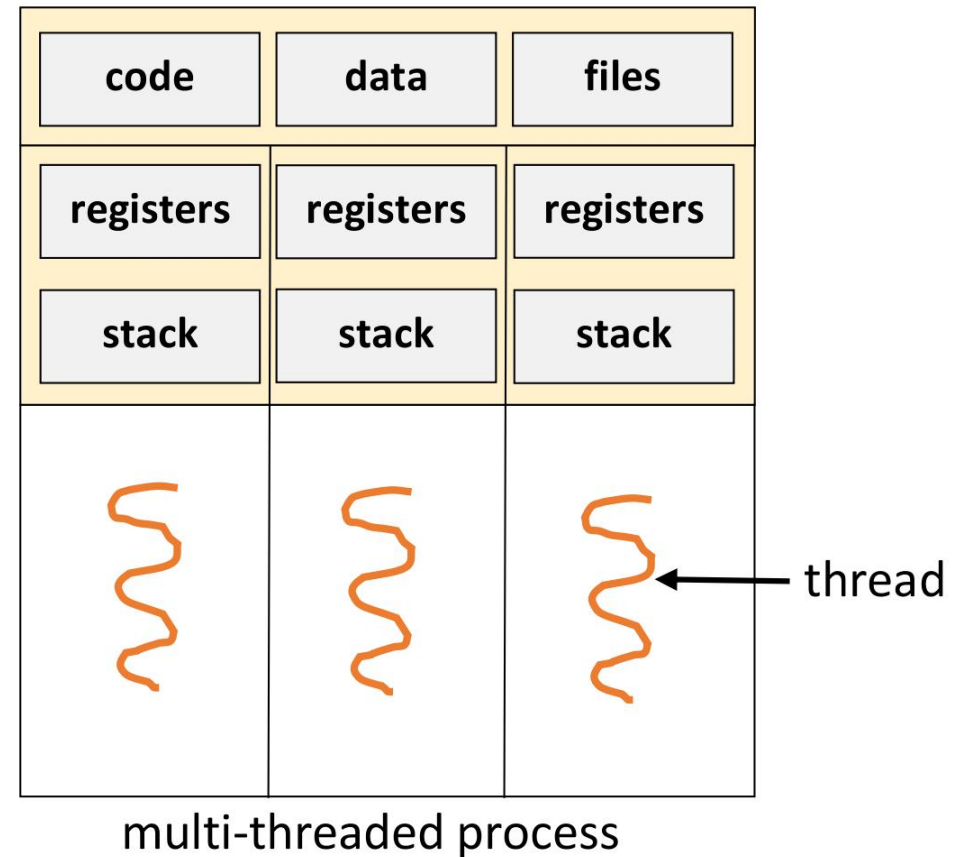 code data files
registers registers registers
stack stack stack
thread
multi-threaded process